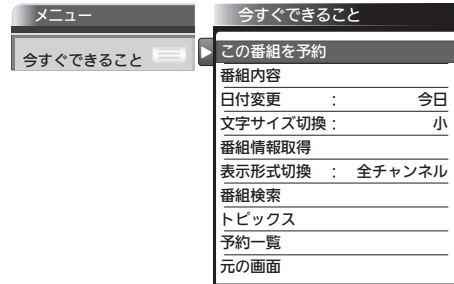 メニュー
今すぐできること
今すぐできること
この番組を予約
番組内容
日付変更 : 今日
文字サイズ切換 : 小
番組情報取得
表示形式切換 : 全チャンネル
番組検索
トピックス
予約一覧
元の画面